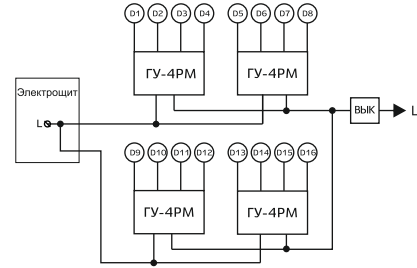 D1 D2 D3 D4 D5 D6 D7 D8
ГУ-4РМ ГУ-4РМ
Электрощит
L
ВЫК L
D9 D10 D11 D12 D13 D14 D15 D16
ГУ-4РМ ГУ-4РМ